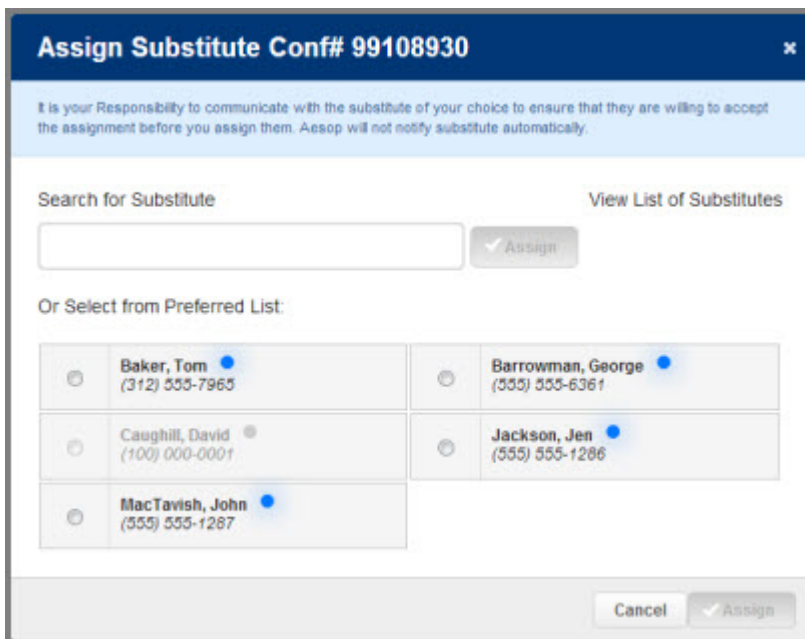 Assign Substitute Conf# 99108930
It is your Responsibility to communicate with the substitute of your choice to ensure that they are willing to accept
the assignment before you assign them. Aesop will not notify substitute automatically.
Search for Substitute
View List of Substitutes
Assign
Or Select from Preferred List:
Baker, Tom
(312) 555-7965
Barrowman, George
(555) 555-6361
Caughill, David
(100) 000-0001
Jackson, Jen
(555) 555-1286
MacTavish, John
(555) 555-1287
Cancel
Assign